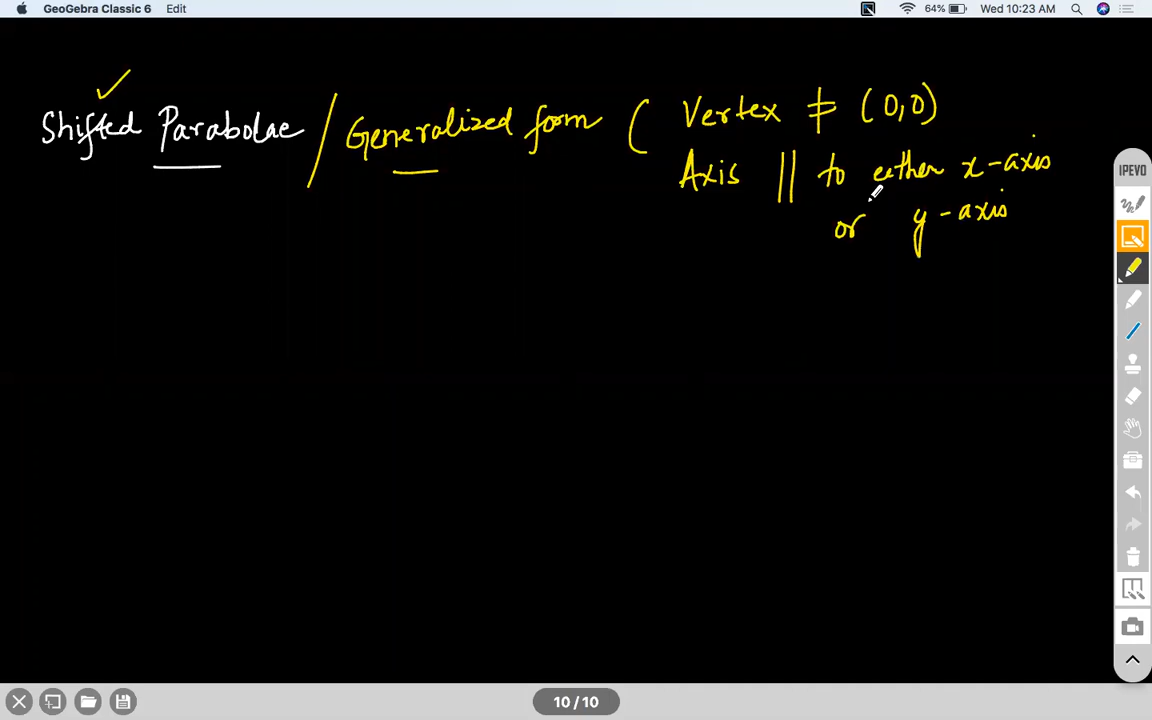 GeoGebra Classic 6 Edit 64% Wed 10:23 AM
Shifted Parabolae / Generalized form ( Vertex ≠ (0,0)
Axis || to either x-axis
or y-axis
IPEVO
10/10